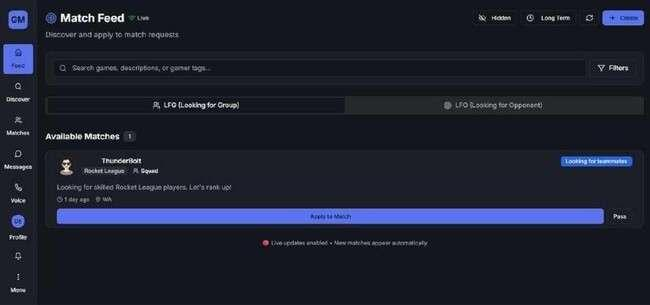 GM
Match Feed
Live
Hidden
Long Term
Create
Discover and apply to match requests
Feed
Search games, descriptions, or gamer tags...
Filters
Discover
LFG (Looking for Group)
LFO (Looking for Opponent)
Matches
Available Matches 1
Messages
ThunderBolt
Looking for teammates
Rocket League
Squad
Looking for skilled Rocket League players. Let's rank up!
Voice
1 day ago
WA
Apply to Match
Pass
Profile
Live updates enabled • New matches appear automatically
More